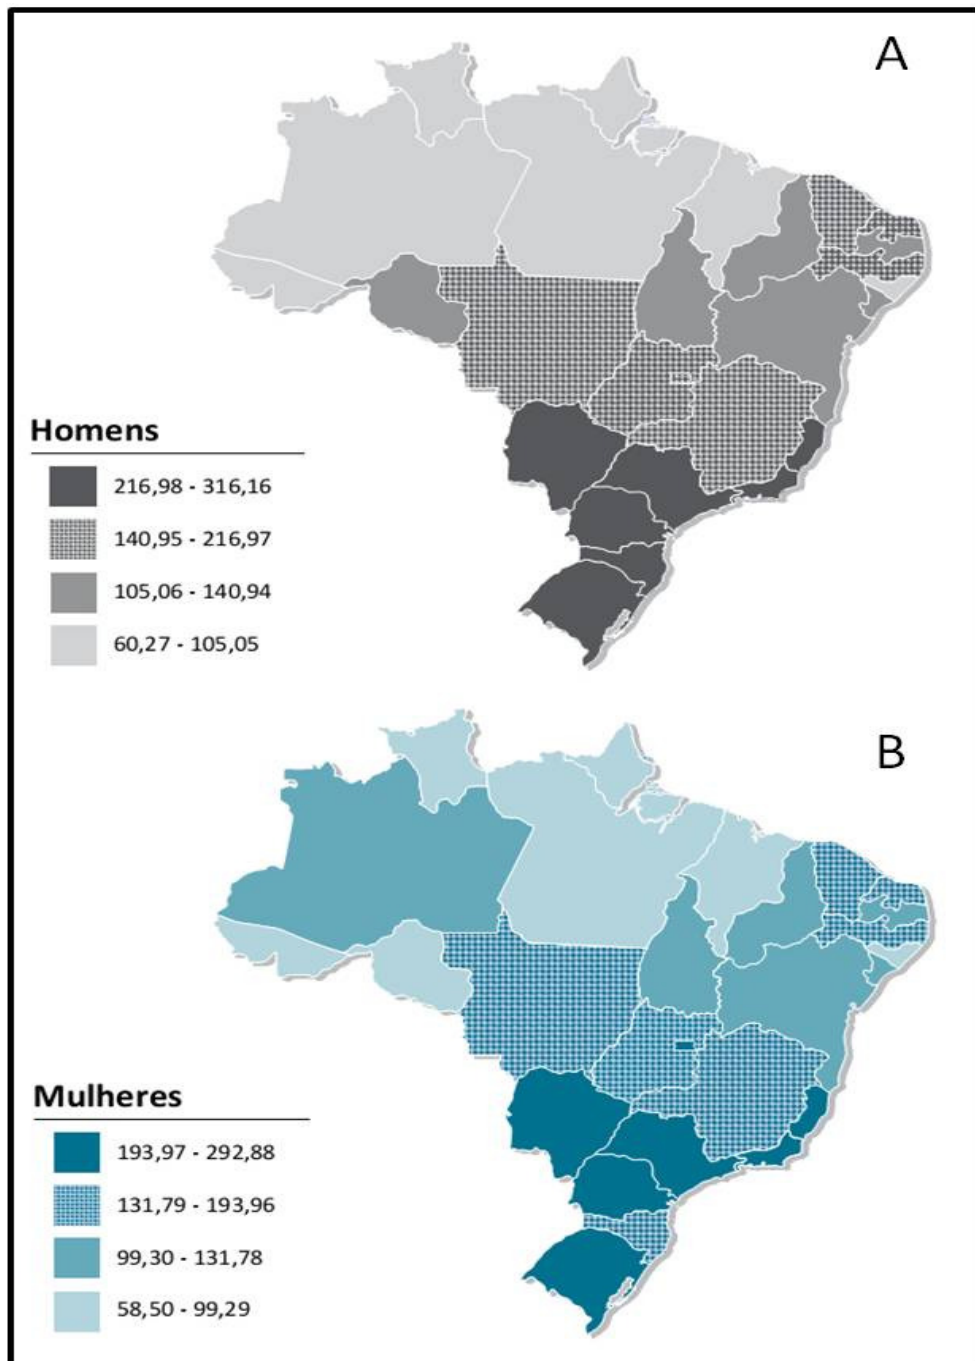 A
Homens
216,98 - 316,16
140,95 - 216,97
105,06 - 140,94
60,27 - 105,05
B
Mulheres
193,97 - 292,88
131,79 - 193,96
99,30 - 131,78
58,50 - 99,29